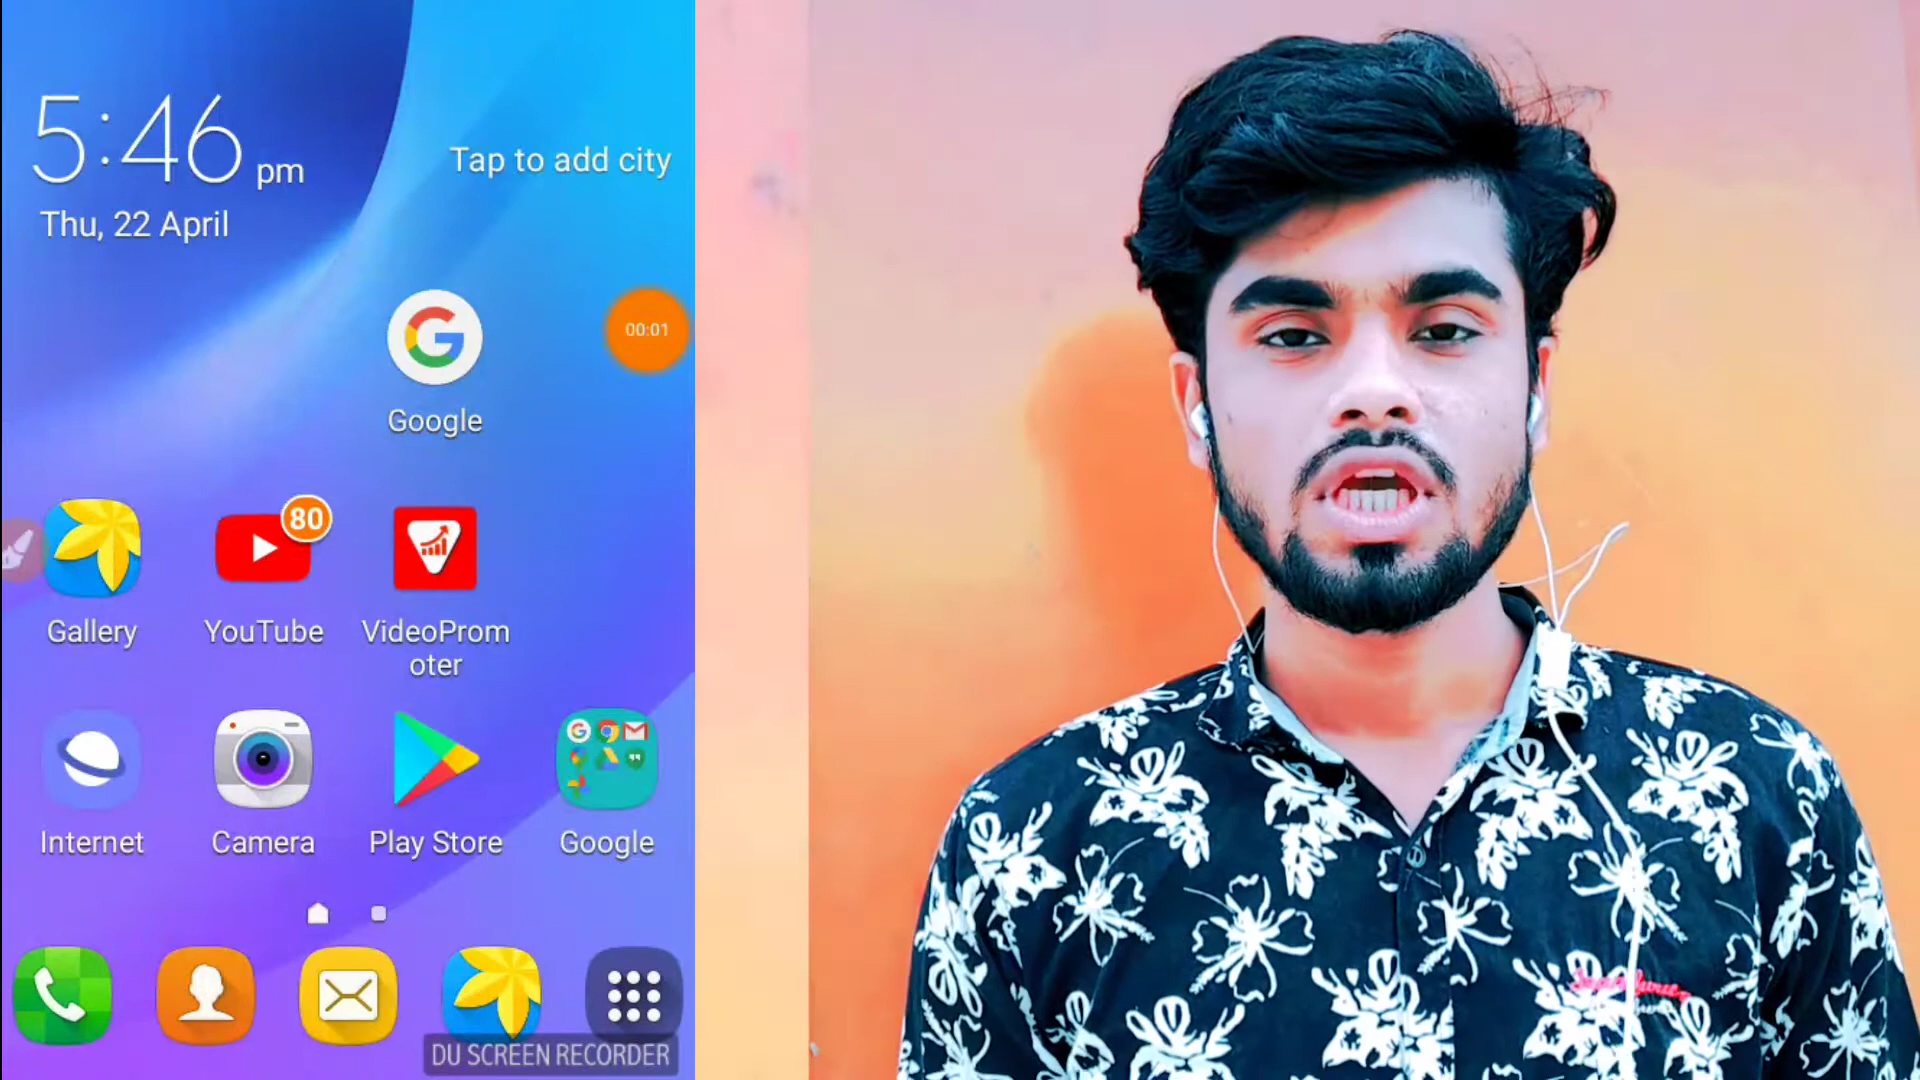 5:46 pm
Thu, 22 April
Tap to add city
00:01
Google
80
Gallery
YouTube
VideoProm
oter
Internet
Camera
Play Store
Google
DU SCREEN RECORDER